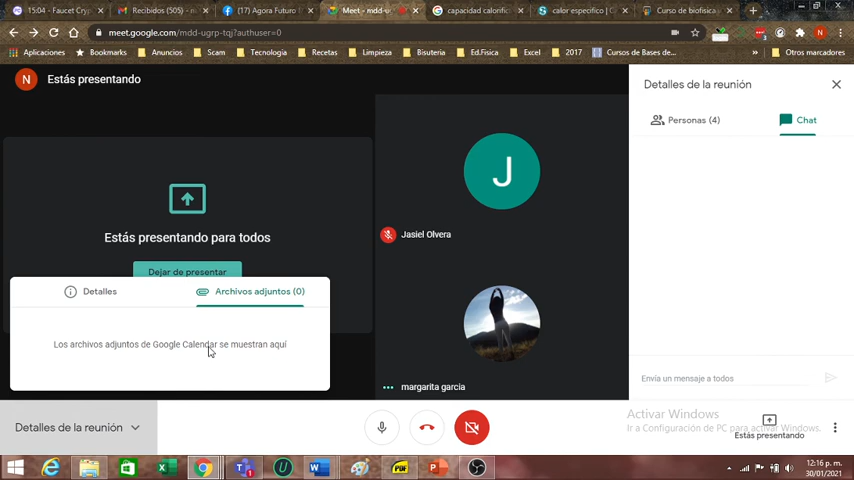 15:04 - Faucet Cryp
Recibidos (505) - m
(17) Agora Futuro
Meet - mdd-ug
capacidad calorific
calor especifico |
Curso de biofisica
meet.google.com/mdd-ugrp-tqj?authuser=0
Aplicaciones
Bookmarks
Anuncios
Scam
Tecnología
Recetas
Limpieza
Bisuteria
Ed.Fisica
Excel
2017
Cursos de Bases de...
Otros marcadores
N
Estás presentando
Detalles de la reunión
Personas (4)
Chat
J
Estás presentando para todos
Jasiel Olvera
Dejar de presentar
Detalles
Archivos adjuntos (0)
Los archivos adjuntos de Google Calendar se muestran aquí
Envía un mensaje a todos
margarita garcia
Activar Windows
Ir a Configuración de PC para activar Windows.
Detalles de la reunión
Estás presentando
PDF
12:16 p. m.
30/01/2021